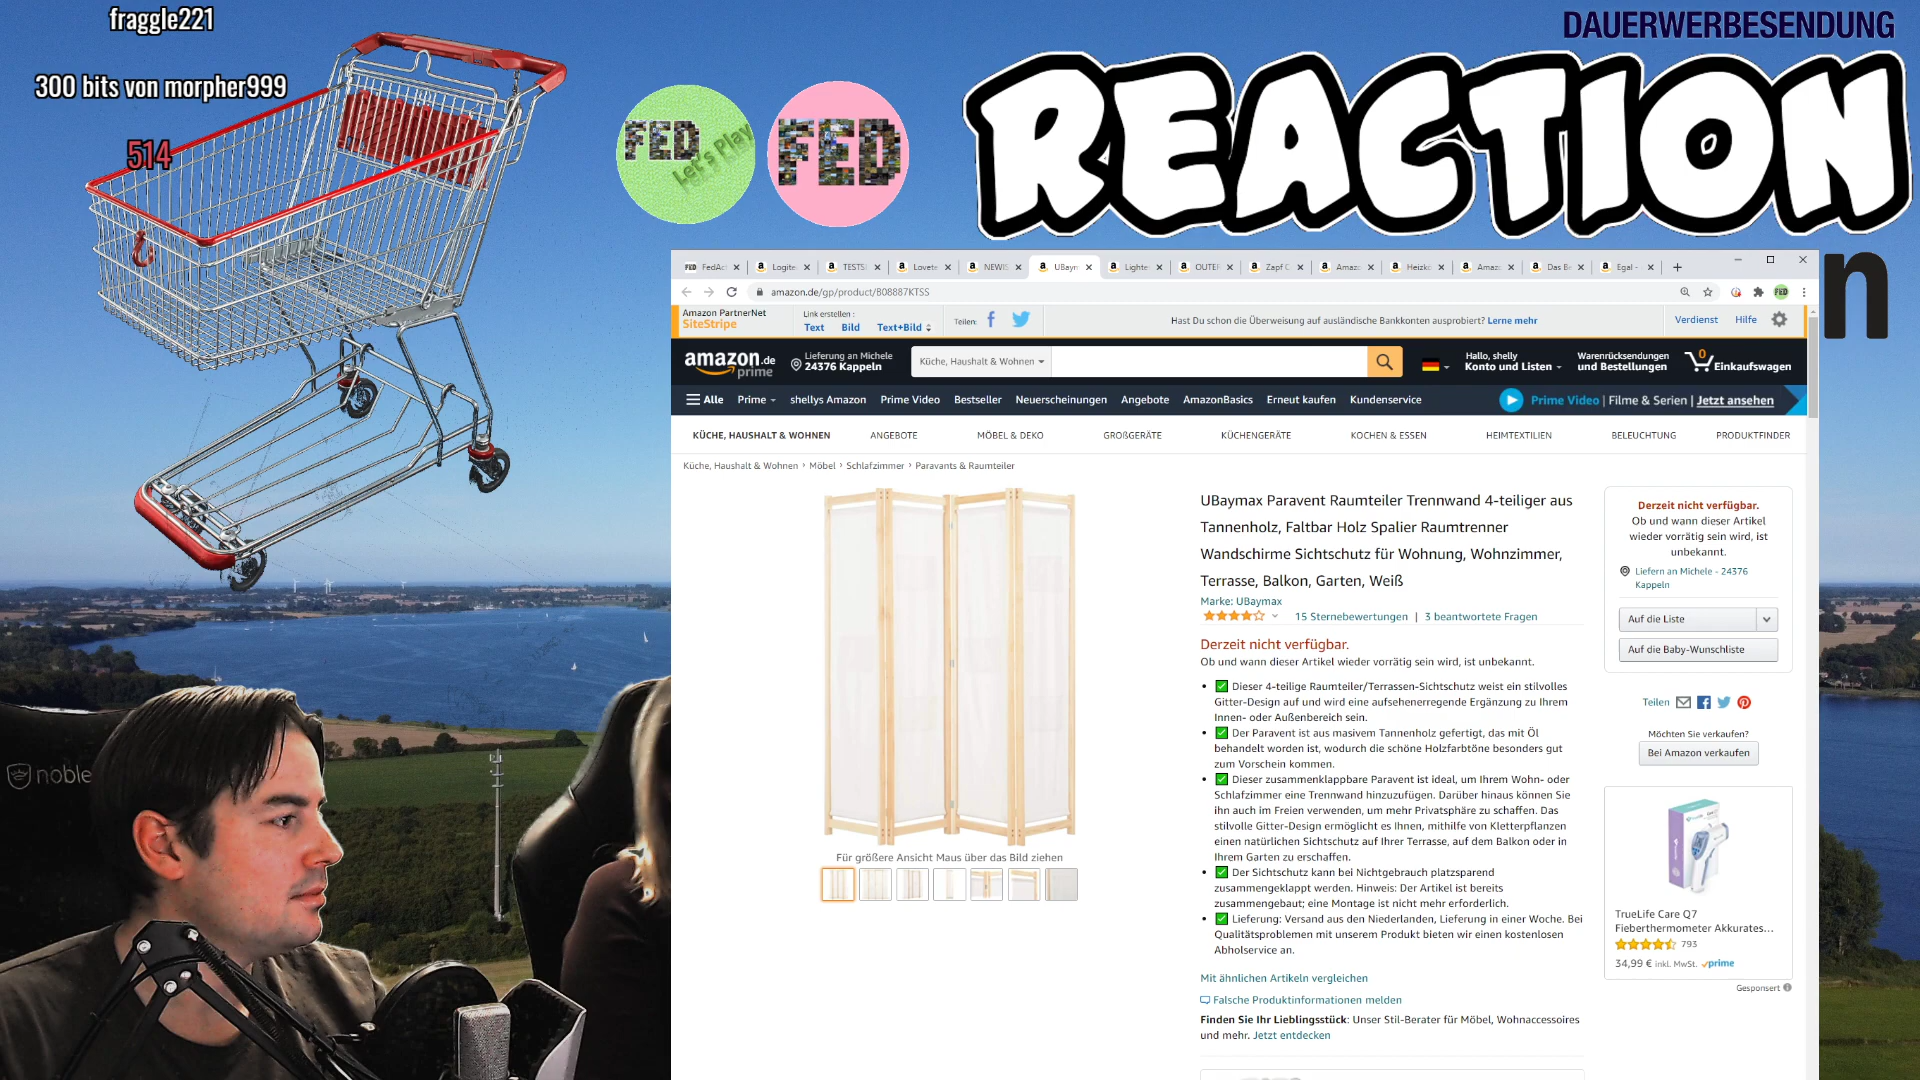 fraggle221
300 bits von morpher999
514
DAUERWERBESENDUNG
REACTION
FED
Let's Play
FED
n
noble
FedAc
Logite
TESTS
Lovete
NEWIS
UBaym
Lighte
OUTER
Zapf C
Amazo
Heizko
Amazo
Das Be
Egal -
amazon.de/gp/product/B08887KTSS
Amazon PartnerNet
SiteStripe
Link erstellen :
Text Bild Text+Bild
Teilen:
Hast Du schon die Überweisung auf ausländische Bankkonten ausprobiert? Lerne mehr
Verdienst Hilfe
amazon.de
prime
Lieferung an Michele
24376 Kappeln
Küche, Haushalt & Wohnen
Hallo, shelly
Konto und Listen
Warenrücksendungen
und Bestellungen
0
Einkaufswagen
Alle Prime shellys Amazon Prime Video Bestseller Neuerscheinungen Angebote AmazonBasics Erneut kaufen Kundenservice
Prime Video | Filme & Serien | Jetzt ansehen
KÜCHE, HAUSHALT & WOHNEN ANGEBOTE MÖBEL & DEKO GROßGERÄTE KÜCHENGERÄTE KOCHEN & ESSEN HEIMTEXTILIEN BELEUCHTUNG PRODUKTFINDER
Küche, Haushalt & Wohnen › Möbel › Schlafzimmer › Paravants & Raumteiler
Für größere Ansicht Maus über das Bild ziehen
UBaymax Paravent Raumteiler Trennwand 4-teiliger aus
Tannenholz, Faltbar Holz Spalier Raumtrenner
Wandschirme Sichtschutz für Wohnung, Wohnzimmer,
Terrasse, Balkon, Garten, Weiß
Marke: UBaymax
15 Sternebewertungen | 3 beantwortete Fragen
Derzeit nicht verfügbar.
Ob und wann dieser Artikel wieder vorrätig sein wird, ist unbekannt.
• ✅ Dieser 4-teilige Raumteiler/Terrassen-Sichtschutz weist ein stilvolles
Gitter-Design auf und wird eine aufsehenerregende Ergänzung zu Ihrem
Innen- oder Außenbereich sein.
• ✅ Der Paravent ist aus masivem Tannenholz gefertigt, das mit Öl
behandelt worden ist, wodurch die schöne Holzfarbtöne besonders gut
zum Vorschein kommen.
• ✅ Dieser zusammenklappbare Paravent ist ideal, um Ihrem Wohn- oder
Schlafzimmer eine Trennwand hinzuzufügen. Darüber hinaus können Sie
ihn auch im Freien verwenden, um mehr Privatsphäre zu schaffen. Das
stilvolle Gitter-Design ermöglicht es Ihnen, mithilfe von Kletterpflanzen
einen natürlichen Sichtschutz auf Ihrer Terrasse, auf dem Balkon oder in
Ihrem Garten zu erschaffen.
• ✅ Der Sichtschutz kann bei Nichtgebrauch platzsparend
zusammengeklappt werden. Hinweis: Der Artikel ist bereits
zusammengebaut; eine Montage ist nicht mehr erforderlich.
• ✅ Lieferung: Versand aus den Niederlanden, Lieferung in einer Woche. Bei
Qualitätsproblemen mit unserem Produkt bieten wir einen kostenlosen
Abholservice an.
Mit ähnlichen Artikeln vergleichen
Falsche Produktinformationen melden
Finden Sie Ihr Lieblingsstück: Unser Stil-Berater für Möbel, Wohnaccessoires
und mehr. Jetzt entdecken
Derzeit nicht verfügbar.
Ob und wann dieser Artikel
wieder vorrätig sein wird, ist
unbekannt.
Liefern an Michele - 24376
Kappeln
Auf die Liste
Auf die Baby-Wunschliste
Teilen
Möchten Sie verkaufen?
Bei Amazon verkaufen
TrueLife Care Q7
Fieberthermometer Akkurates...
793
34,99 € inkl. MwSt. prime
Gesponsert